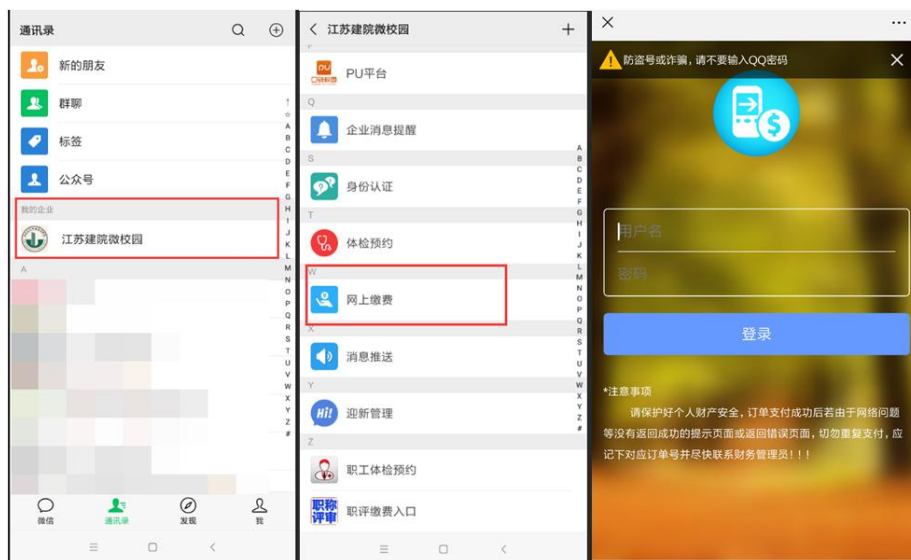 通讯录
新的朋友
群聊
标签
公众号
我的企业
江苏建院微校园
A
↑
☆
A
B
C
D
E
F
G
H
I
J
K
L
M
N
O
P
Q
R
S
T
U
V
W
X
Y
Z
#
微信
通讯录
发现
我
江苏建院微校园
P
PU
口袋校园
PU平台
Q
企业消息提醒
S
身份认证
T
体检预约
W
网上缴费
X
消息推送
Y
Hi!
迎新管理
Z
职工体检预约
职称
评审
职评缴费入口
A
B
C
D
E
F
G
H
I
J
K
L
M
N
O
P
Q
R
S
T
U
V
W
X
Y
Z
#
防盗号或诈骗，请不要输入QQ密码
用户名
密码
登录
*注意事项
请保护好个人财产安全，订单支付成功后若由于网络问题
等没有返回成功的提示页面或返回错误页面，切勿重复支付，应
记下对应订单号并尽快联系财务管理员！！！